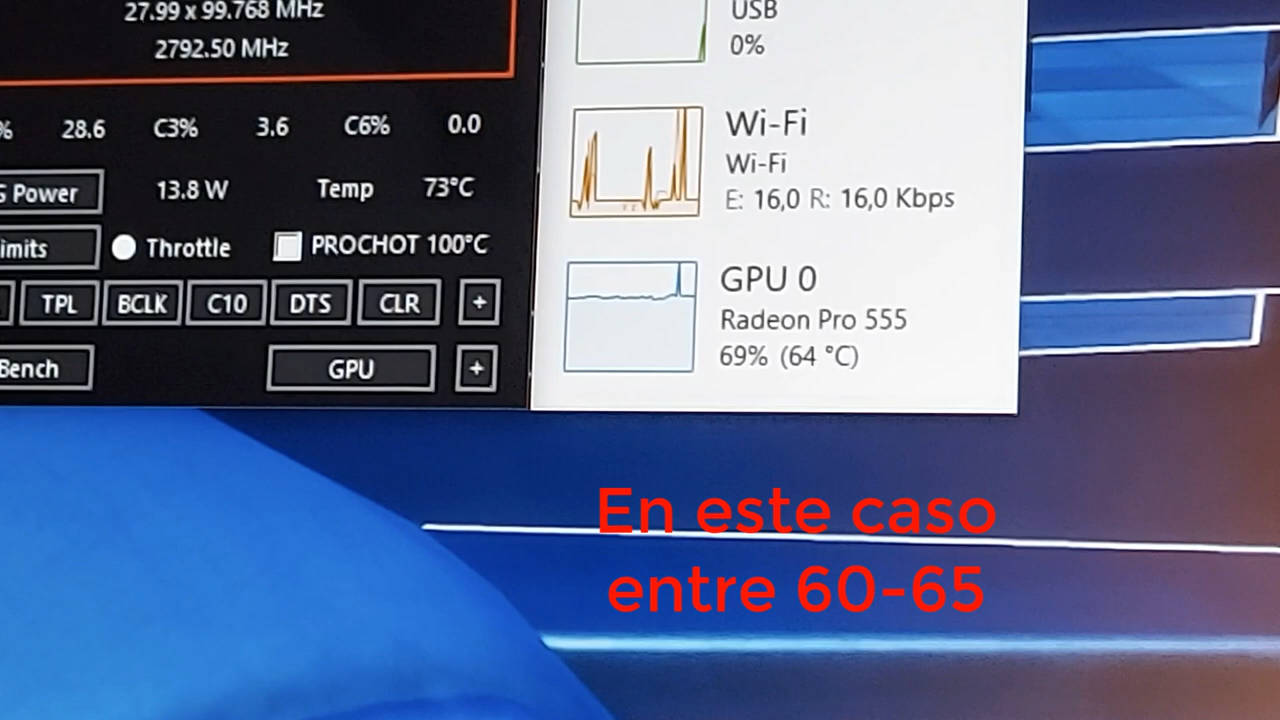 27.99 x 99.768 MHz
2792.50 MHz
% 28.6 C3% 3.6 C6% 0.0
Power 13.8 W Temp 73°C
imits Throttle PROCHOT 100°C
TPL BCLK C10 DTS CLR +
Bench GPU +
USB
0%
Wi-Fi
Wi-Fi
E: 16,0 R: 16,0 Kbps
GPU 0
Radeon Pro 555
69% (64 °C)
En este caso
entre 60-65